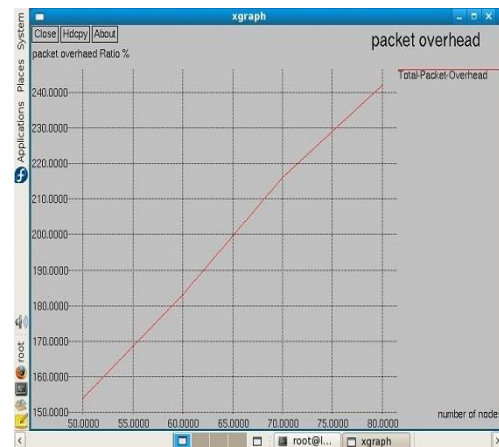 xgraph
Close Hdcpy About
packet overhead
packet overhaed Ratio %
Total-Packet-Overhead
240.0000
230.0000
220.0000
210.0000
200.0000
190.0000
180.0000
170.0000
160.0000
150.0000
50.0000 55.0000 60.0000 65.0000 70.0000 75.0000 80.0000
number of nodes
Applications Places System
root
root@l... xgraph